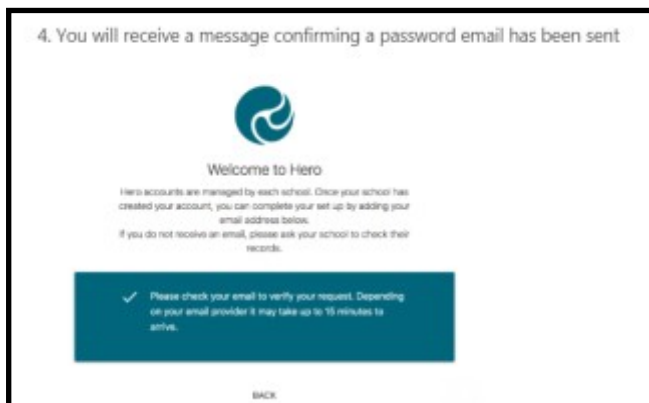 4. You will receive a message confirming a password email has been sent
Welcome to Hero
Hero accounts are managed by each school. Once your school has
created your account, you can complete your set up by adding your
email address below.
If you do not receive an email, please ask your school to check their
records.
Please check your email to verify your request. Depending
on your email provider it may take up to 15 minutes to
arrive.
BACK